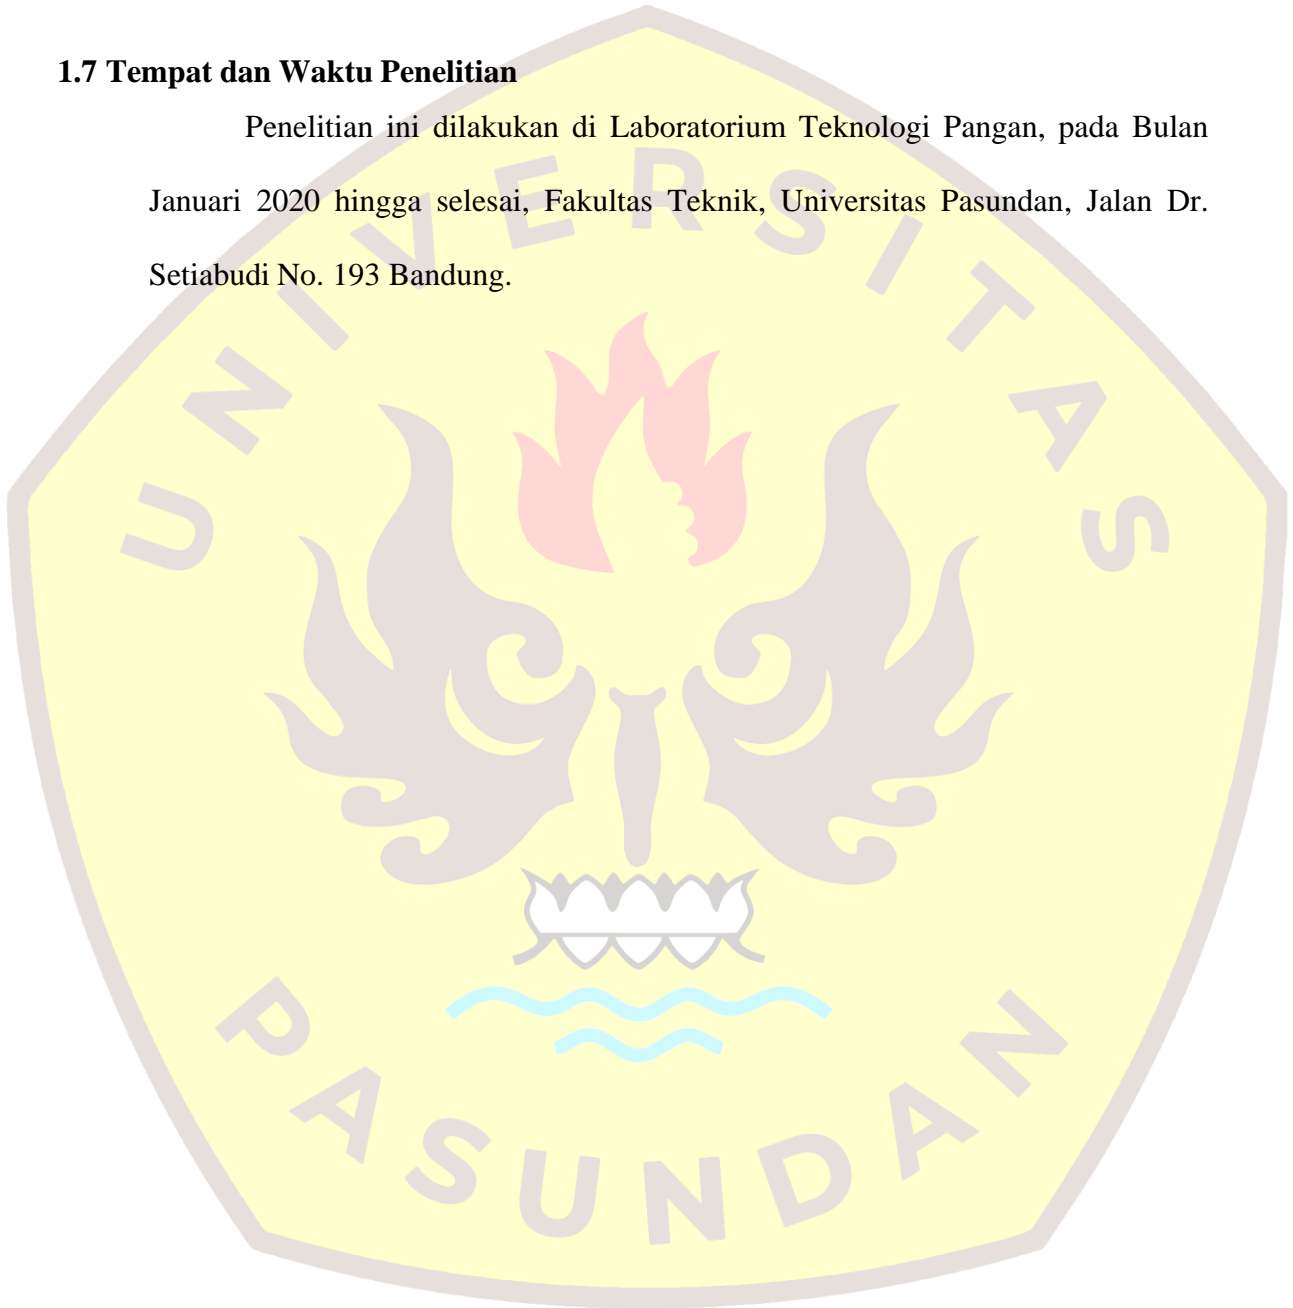 1.7 Tempat dan Waktu Penelitian
Penelitian ini dilakukan di Laboratorium Teknologi Pangan, pada Bulan
Januari 2020 hingga selesai, Fakultas Teknik, Universitas Pasundan, Jalan Dr.
Setiabudi No. 193 Bandung.
UNIVERSITAS
PASUNDAN